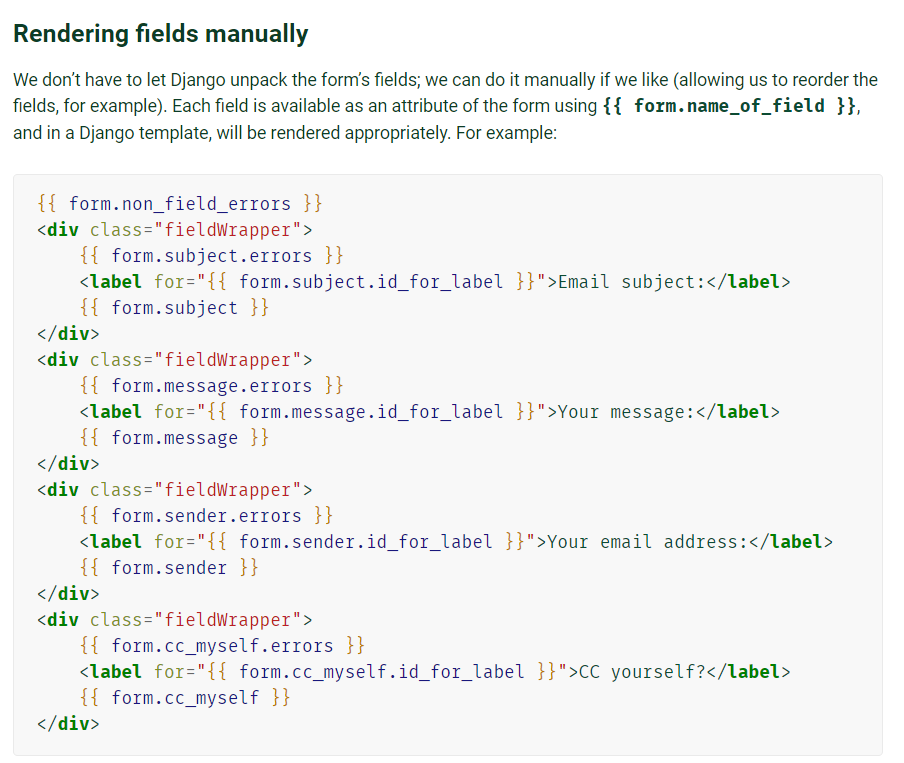 Rendering fields manually
We don’t have to let Django unpack the form’s fields; we can do it manually if we like (allowing us to reorder the
fields, for example). Each field is available as an attribute of the form using {{ form.name_of_field }},
and in a Django template, will be rendered appropriately. For example:
{{ form.non_field_errors }}
<div class="fieldWrapper">
    {{ form.subject.errors }}
    <label for="{{ form.subject.id_for_label }}">Email subject:</label>
    {{ form.subject }}
</div>
<div class="fieldWrapper">
    {{ form.message.errors }}
    <label for="{{ form.message.id_for_label }}">Your message:</label>
    {{ form.message }}
</div>
<div class="fieldWrapper">
    {{ form.sender.errors }}
    <label for="{{ form.sender.id_for_label }}">Your email address:</label>
    {{ form.sender }}
</div>
<div class="fieldWrapper">
    {{ form.cc_myself.errors }}
    <label for="{{ form.cc_myself.id_for_label }}">CC yourself?</label>
    {{ form.cc_myself }}
</div>